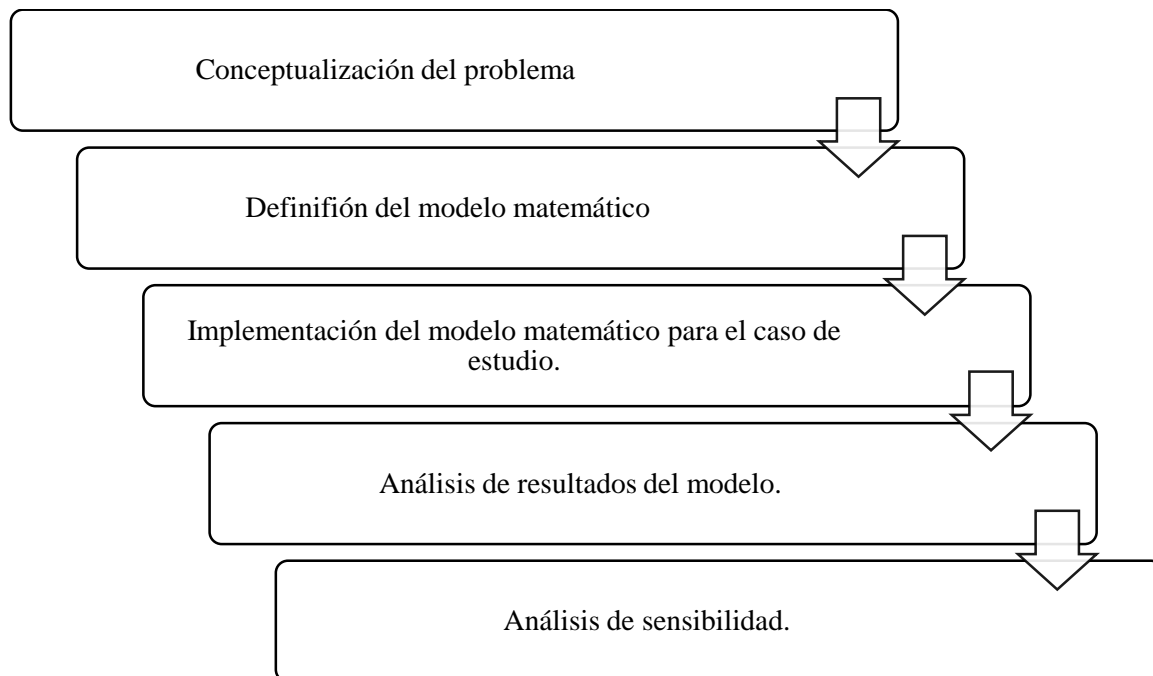 Conceptualización del problema
Definifión del modelo matemático
Implementación del modelo matemático para el caso de
estudio.
Análisis de resultados del modelo.
Análisis de sensibilidad.